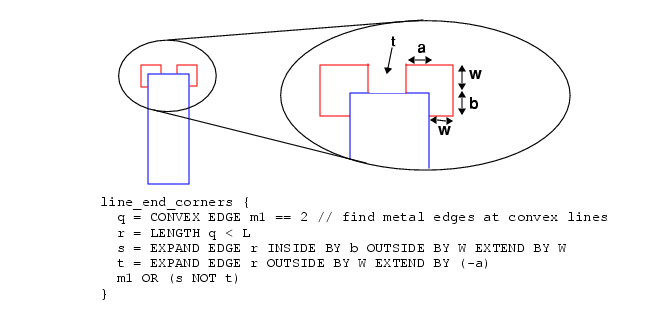 t
a
w
b
w
line_end_corners {
q = CONVEX EDGE m1 == 2 // find metal edges at convex lines
r = LENGTH q < L
s = EXPAND EDGE r INSIDE BY b OUTSIDE BY W EXTEND BY W
t = EXPAND EDGE r OUTSIDE BY W EXTEND BY (-a)
m1 OR (s NOT t)
}